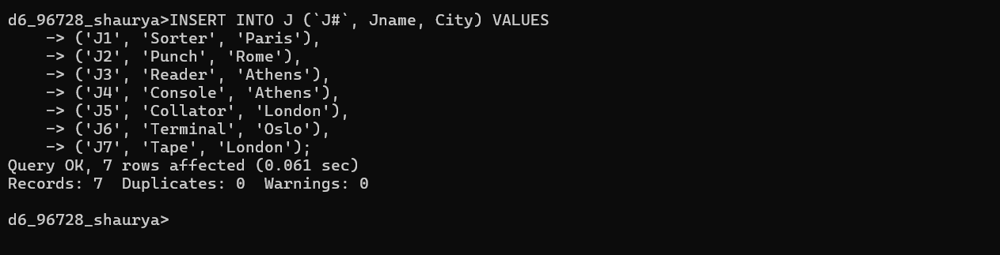 d6_96728_shaurya>INSERT INTO J (`J#`, Jname, City) VALUES
    -> ('J1', 'Sorter', 'Paris'),
    -> ('J2', 'Punch', 'Rome'),
    -> ('J3', 'Reader', 'Athens'),
    -> ('J4', 'Console', 'Athens'),
    -> ('J5', 'Collator', 'London'),
    -> ('J6', 'Terminal', 'Oslo'),
    -> ('J7', 'Tape', 'London');
Query OK, 7 rows affected (0.061 sec)
Records: 7  Duplicates: 0  Warnings: 0

d6_96728_shaurya>